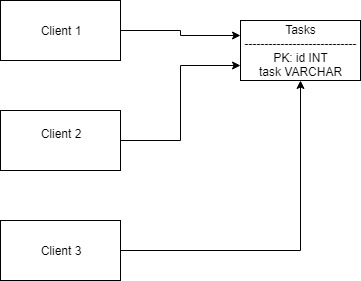 Client 1
Tasks
--------------------------------
PK: id INT
task VARCHAR
Client 2
Client 3